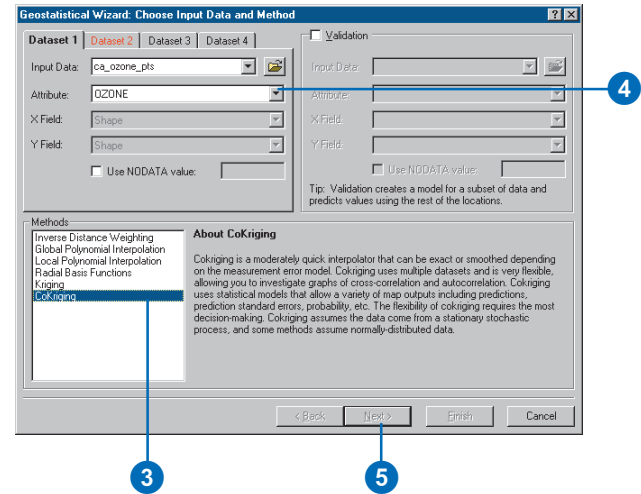 Geostatistical Wizard: Choose Input Data and Method
Dataset 1 Dataset 2 Dataset 3 Dataset 4
Input Data: ca_ozone_pts
Attribute: OZONE
X Field: Shape
Y Field: Shape
Use NODATA value:
Validation
Input Data:
Attribute:
X Field:
Y Field:
Use NODATA value:
Tip: Validation creates a model for a subset of data and
predicts values using the rest of the locations.
4
Methods
Inverse Distance Weighting
Global Polynomial Interpolation
Local Polynomial Interpolation
Radial Basis Functions
Kriging
CoKriging
About CoKriging
Cokriging is a moderately quick interpolator that can be exact or smoothed depending
on the measurement error model. Cokriging uses multiple datasets and is very flexible,
allowing you to investigate graphs of cross-correlation and autocorrelation. Cokriging
uses statistical models that allow a variety of map outputs including predictions,
prediction standard errors, probability, etc. The flexibility of cokriging requires the most
decision-making. Cokriging assumes the data come from a stationary stochastic
process, and some methods assume normally-distributed data.
< Back Next > Finish Cancel
3 5